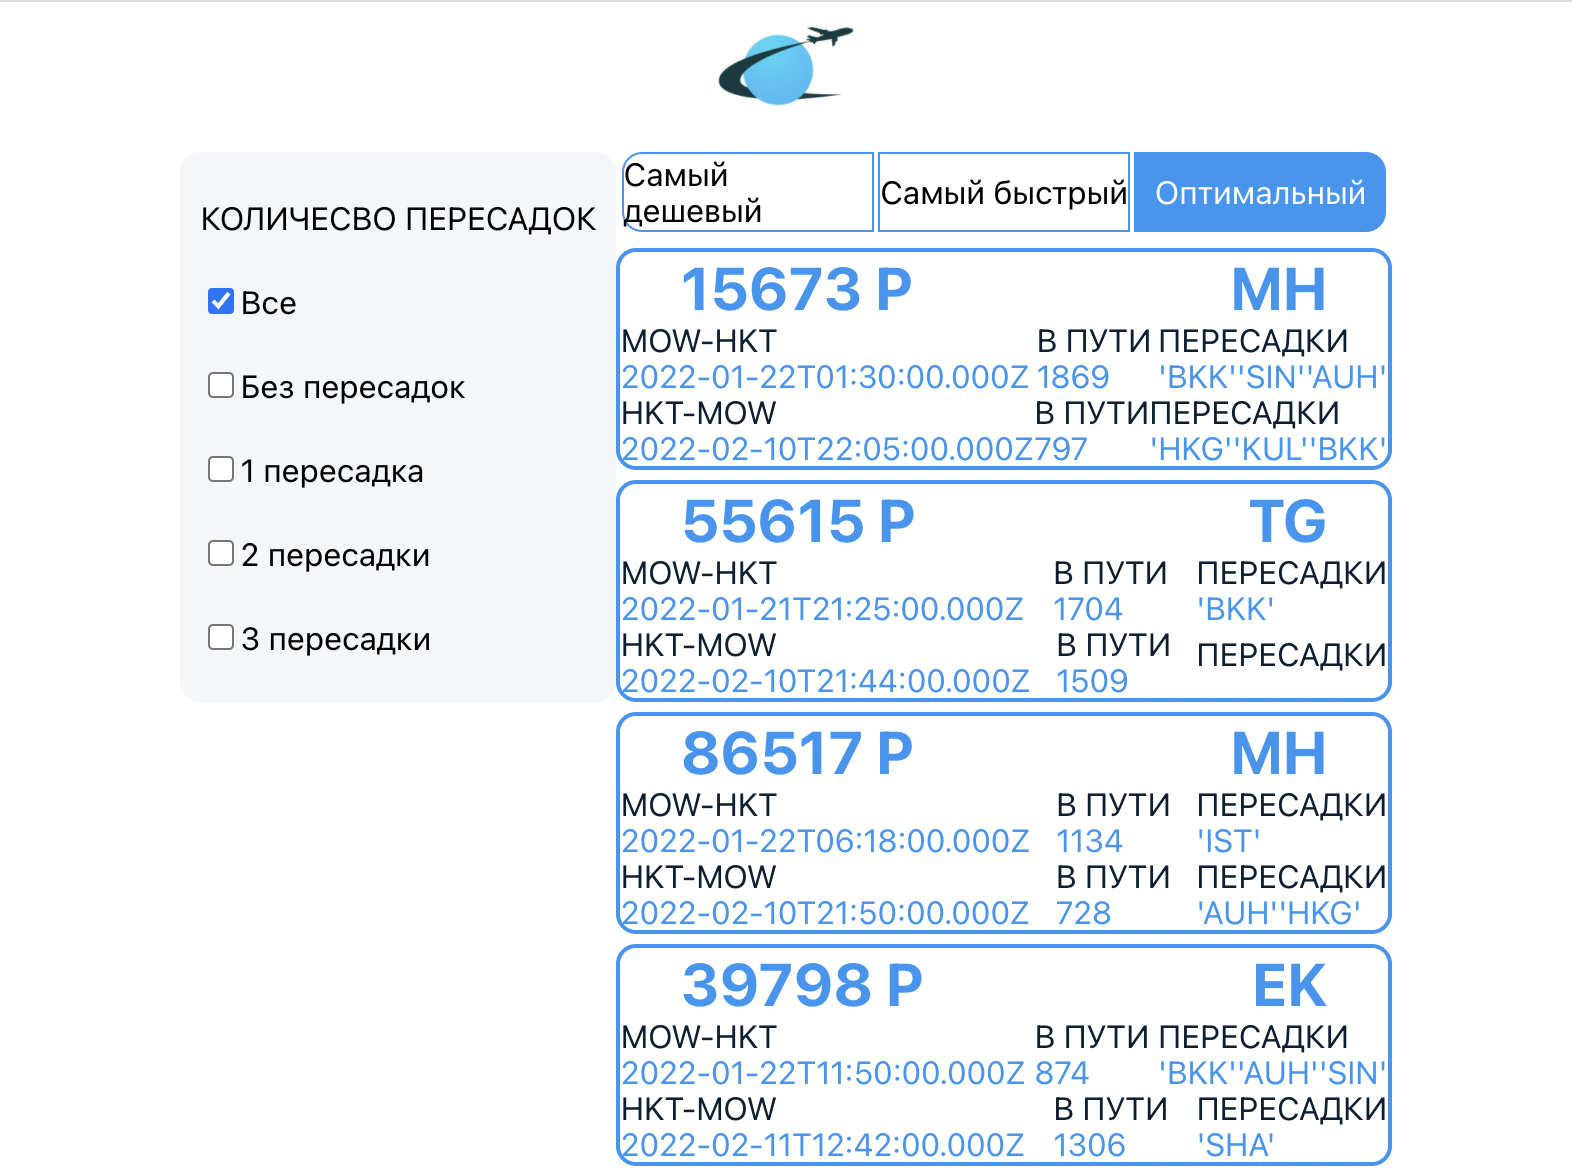 КОЛИЧЕСВО ПЕРЕСАДОК
Все
Без пересадок
1 пересадка
2 пересадки
3 пересадки
Самый
дешевый
Самый быстрый
Оптимальный
15673 Р MH
MOW-HKT В ПУТИ ПЕРЕСАДКИ
2022-01-22T01:30:00.000Z 1869 'BKK''SIN''AUH'
HKT-MOW В ПУТИ ПЕРЕСАДКИ
2022-02-10T22:05:00.000Z 797 'HKG''KUL''BKK'
55615 Р TG
MOW-HKT В ПУТИ ПЕРЕСАДКИ
2022-01-21T21:25:00.000Z 1704 'BKK'
HKT-MOW В ПУТИ ПЕРЕСАДКИ
2022-02-10T21:44:00.000Z 1509
86517 Р MH
MOW-HKT В ПУТИ ПЕРЕСАДКИ
2022-01-22T06:18:00.000Z 1134 'IST'
HKT-MOW В ПУТИ ПЕРЕСАДКИ
2022-02-10T21:50:00.000Z 728 'AUH''HKG'
39798 Р EK
MOW-HKT В ПУТИ ПЕРЕСАДКИ
2022-01-22T11:50:00.000Z 874 'BKK''AUH''SIN'
HKT-MOW В ПУТИ ПЕРЕСАДКИ
2022-02-11T12:42:00.000Z 1306 'SHA'